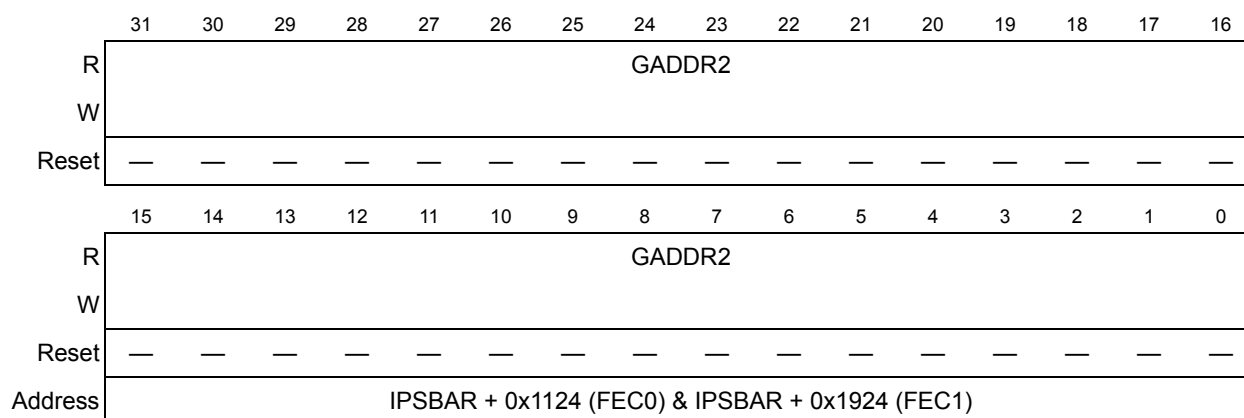 31 30 29 28 27 26 25 24 23 22 21 20 19 18 17 16
R GADDR2
W
Reset — — — — — — — — — — — — — — — —
15 14 13 12 11 10 9 8 7 6 5 4 3 2 1 0
R GADDR2
W
Reset — — — — — — — — — — — — — — — —
Address IPSBAR + 0x1124 (FEC0) & IPSBAR + 0x1924 (FEC1)